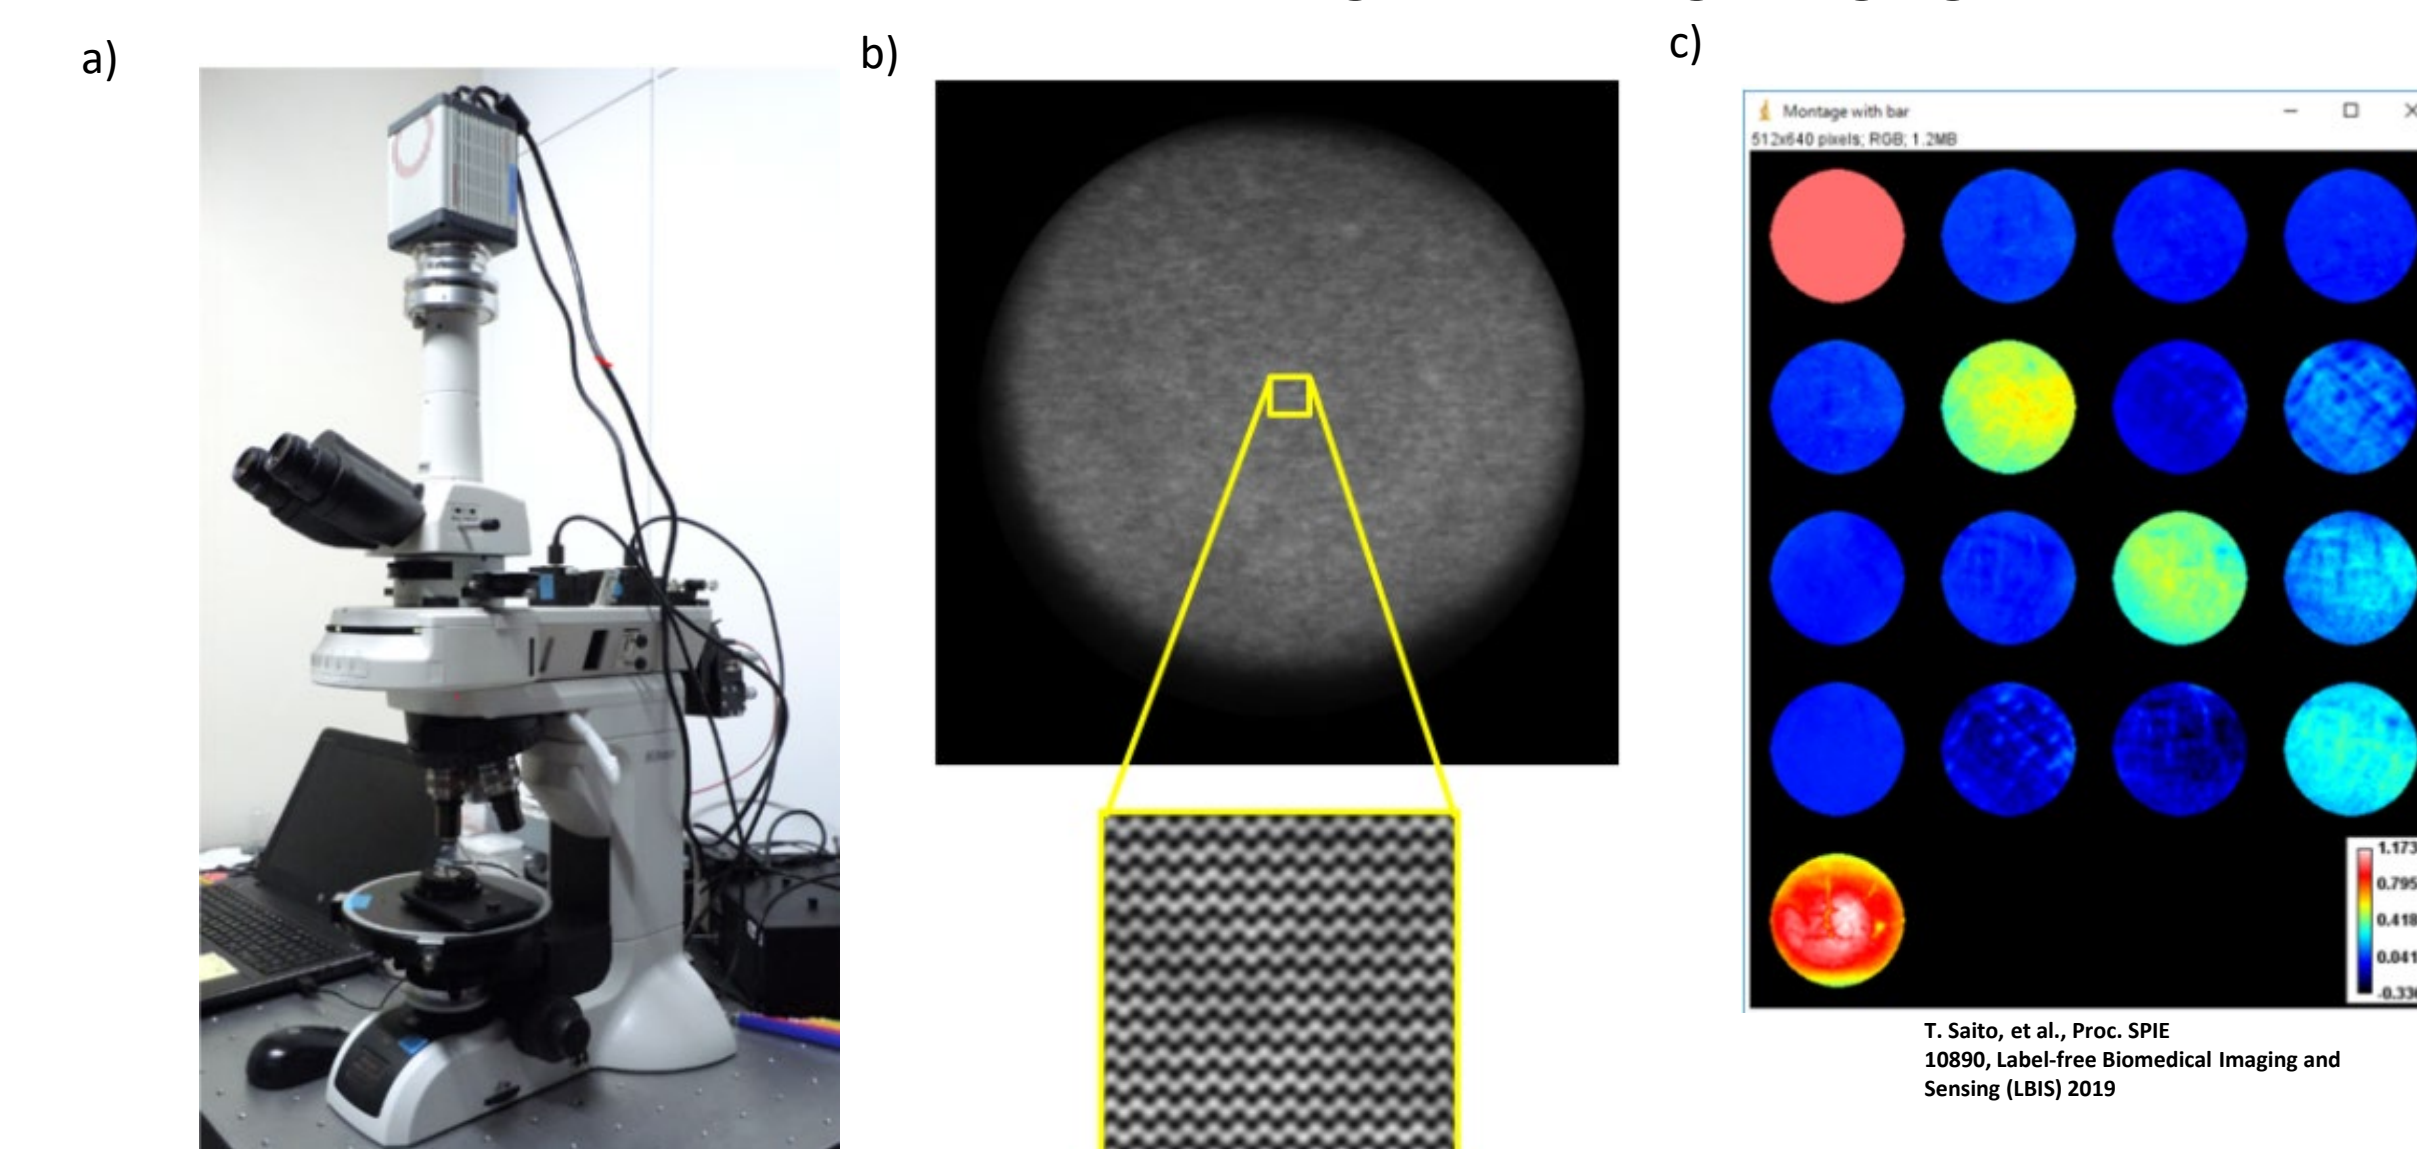 a)
b)
c)
Montage with bar
512x640 pixels; RGB; 1.2MB
1.173
0.795
0.418
0.041
T. Saito, et al., Proc. SPIE
10890, Label-free Biomedical Imaging and
Sensing (LBIS) 2019